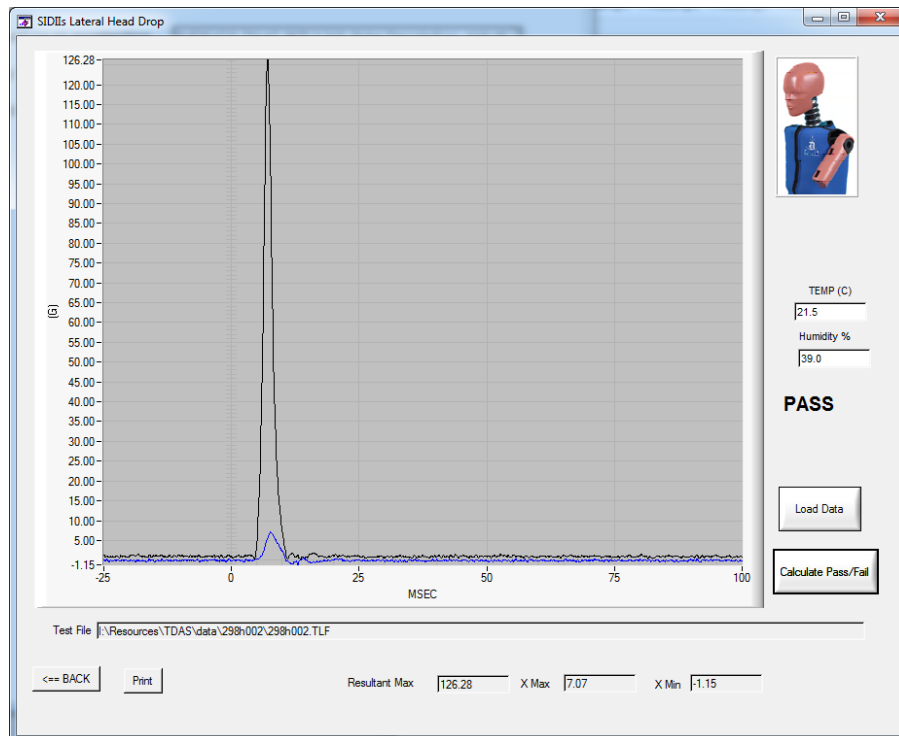 SIDIIs Lateral Head Drop
126.28
120.00
115.00
110.00
105.00
100.00
95.00
90.00
85.00
80.00
75.00
70.00
65.00
60.00
55.00
50.00
45.00
40.00
35.00
30.00
25.00
20.00
15.00
10.00
5.00
-1.15
(G)
-25 0 25 50 75 100
MSEC
TEMP (C)
21.5
Humidity %
39.0
PASS
Load Data
Calculate Pass/Fail
Test File I:\Resources\TDAS\data\298h002\298h002.TLF
<== BACK Print Resultant Max 126.28 X Max 7.07 X Min -1.15